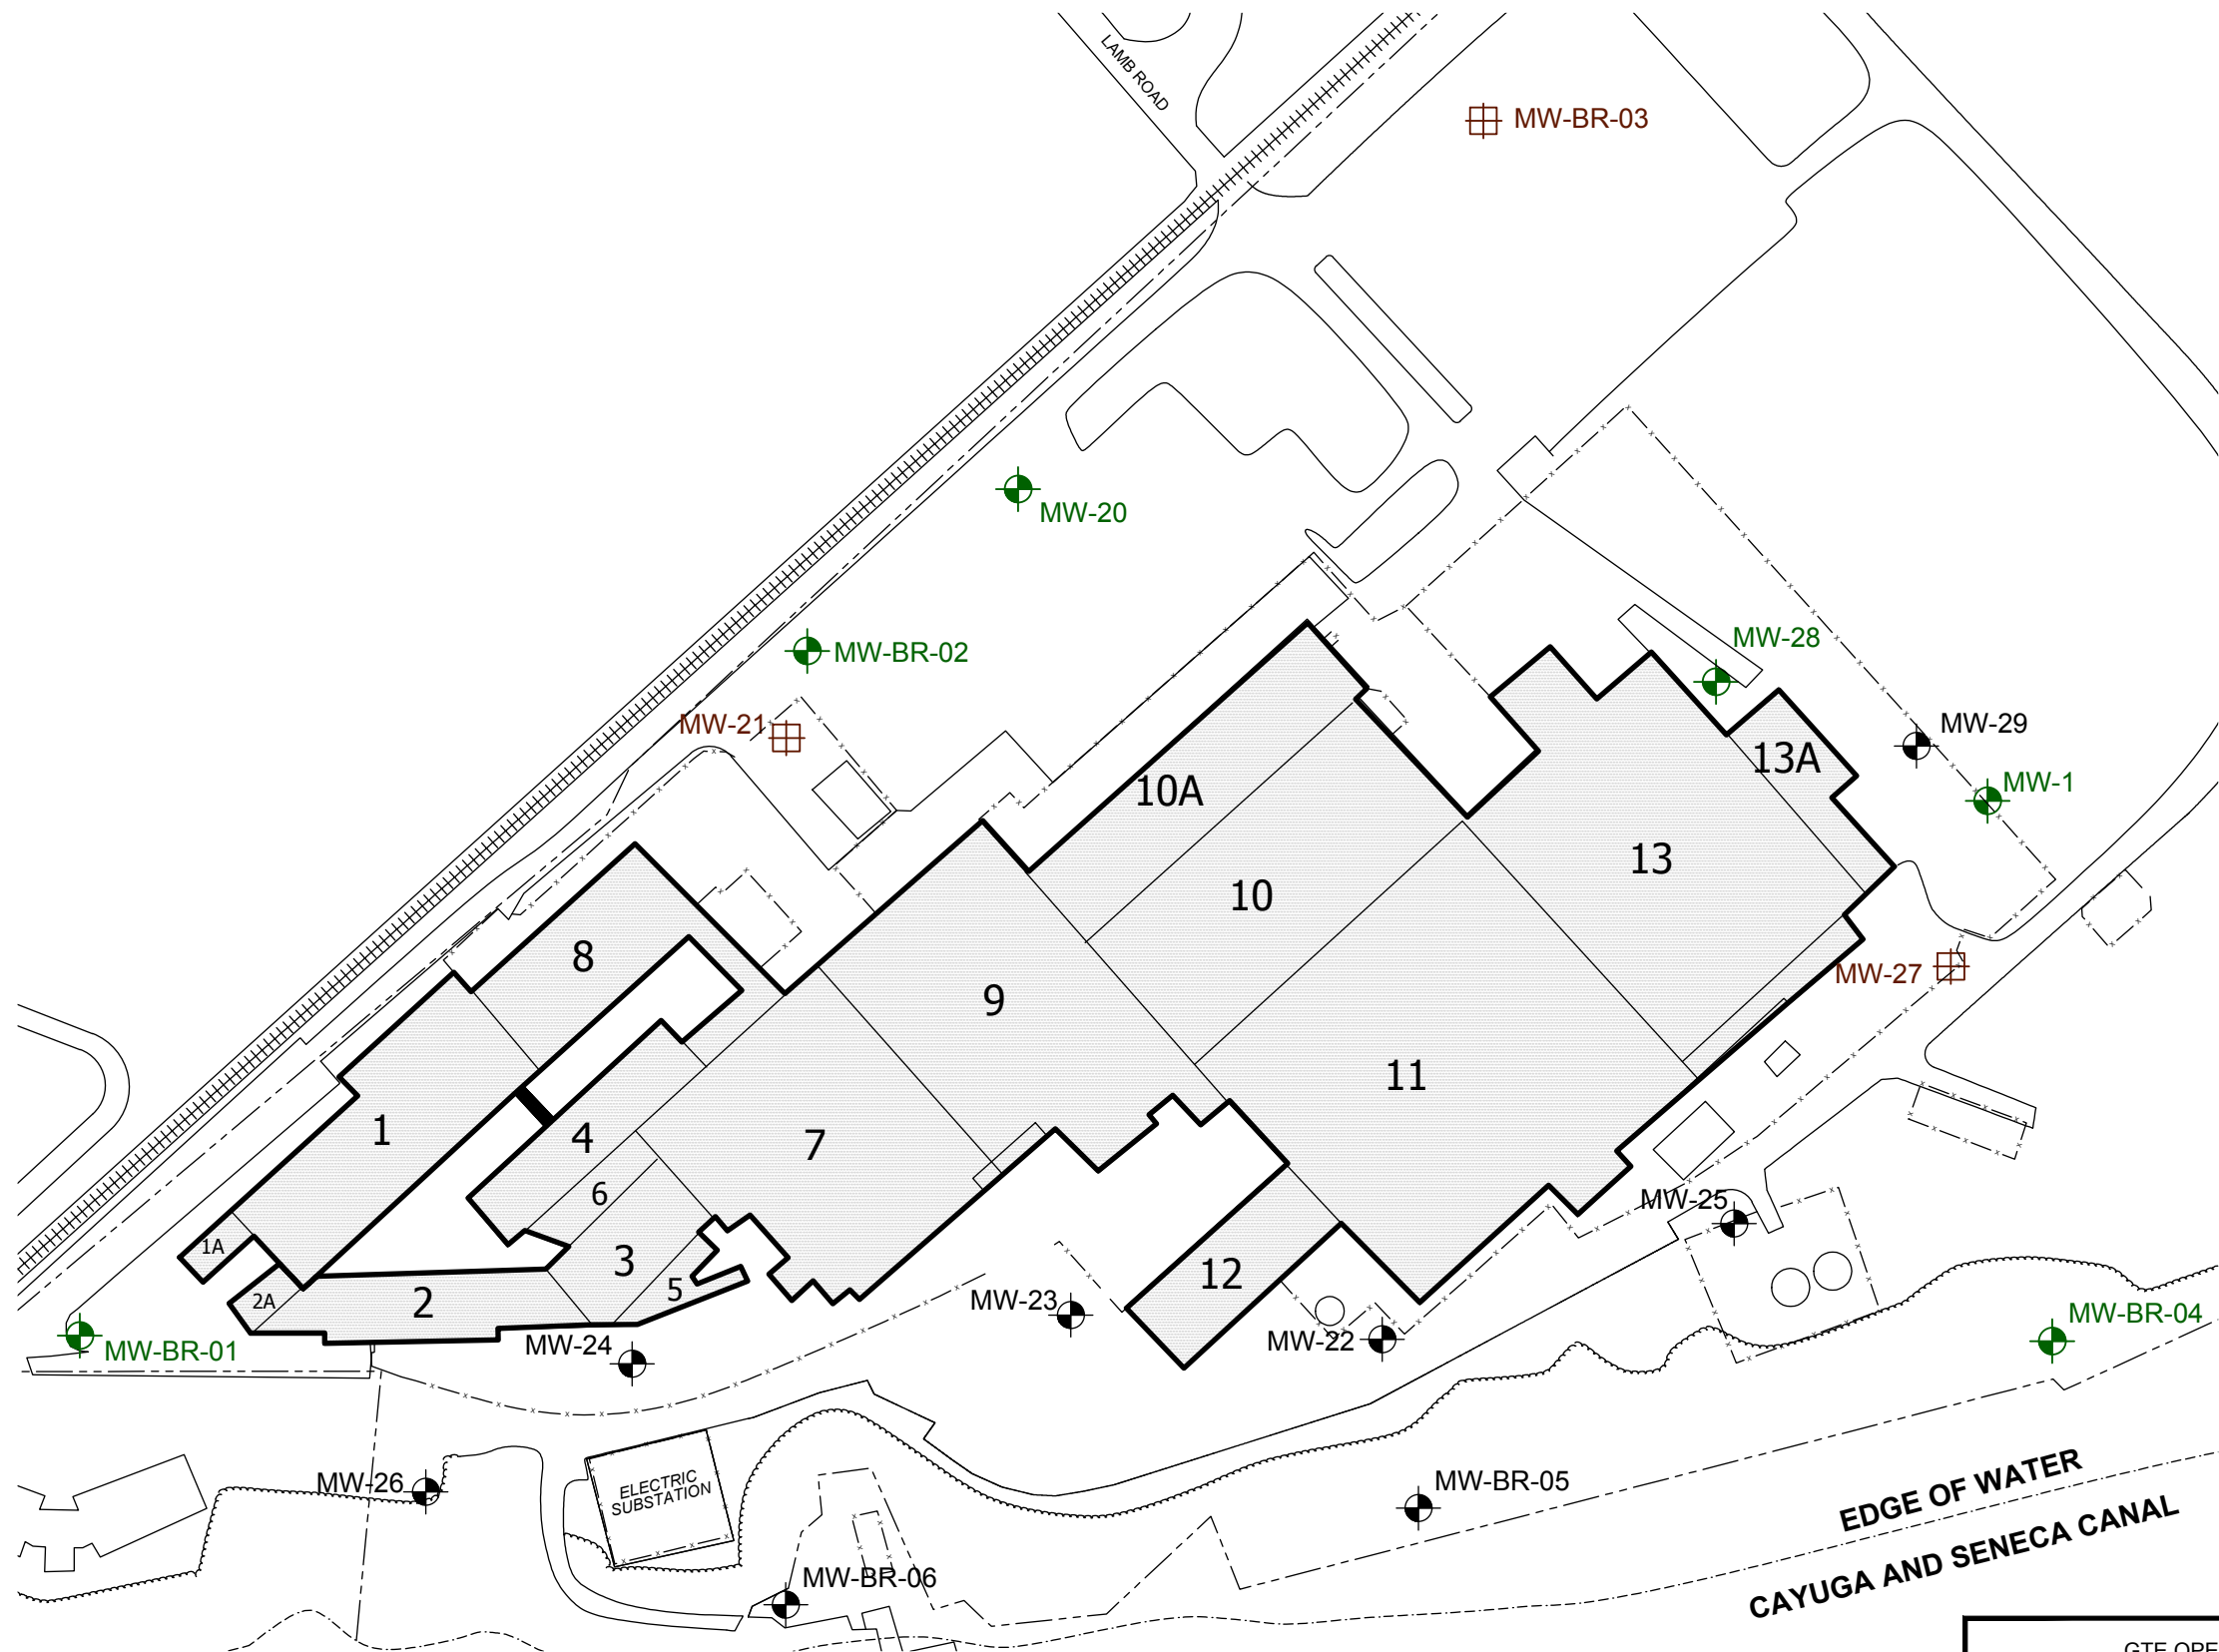 LAMB ROAD
MW-BR-03
MW-20
MW-BR-02
MW-28
MW-21
MW-29
13A
MW-1
10A
13
10
8
MW-27
9
11
1
4
7
6
MW-25
1A
3
12
5
2A
2
MW-23
MW-BR-04
MW-22
MW-24
MW-BR-01
MW-26
ELECTRIC
SUBSTATION
MW-BR-05
EDGE OF WATER
CAYUGA AND SENECA CANAL
MW-BR-06
GTE OPE